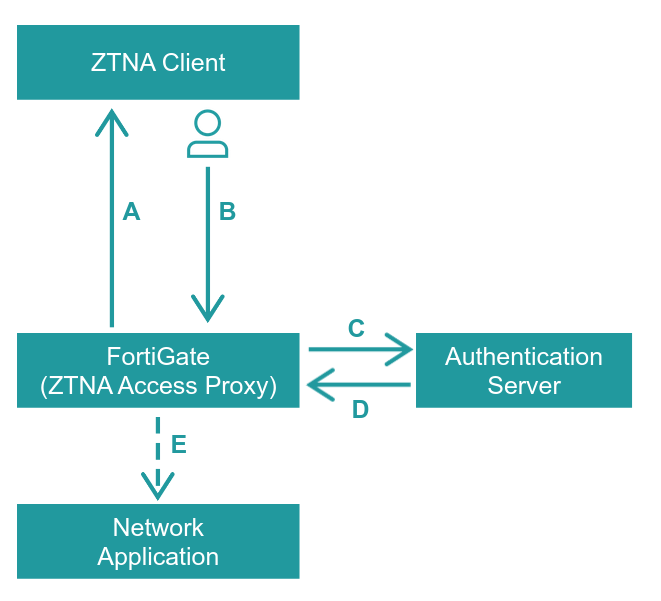 ZTNA Client
A
B
C
FortiGate
(ZTNA Access Proxy)
Authentication
Server
D
E
Network
Application